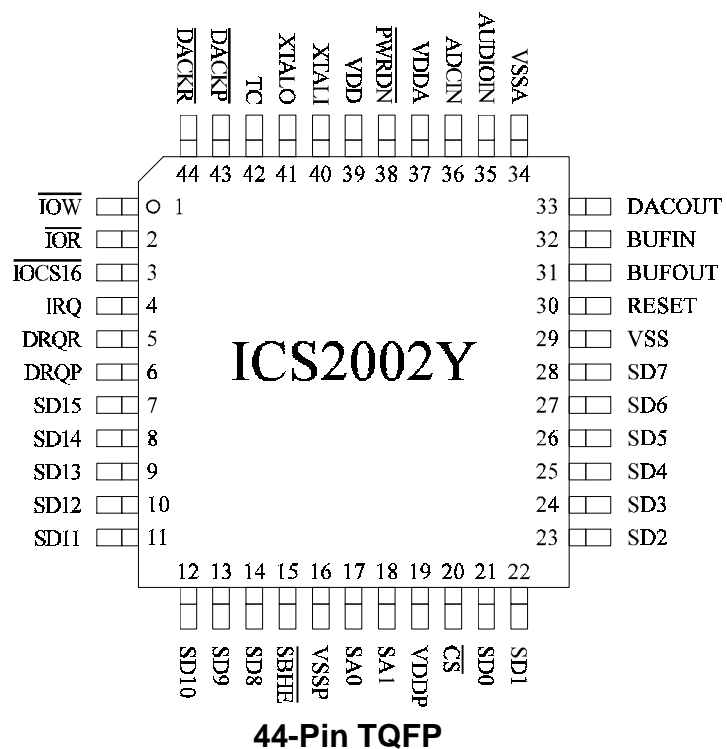 DACKR DACKP TC XTALO XTALI VDD PWRDN VDDA ADCIN AUDIOIN VSSA
44 43 42 41 40 39 38 37 36 35 34
IOW 1 33 DACOUT
IOR 2 32 BUFIN
IOCS16 3 31 BUFOUT
IRQ 4 30 RESET
DRQR 5 29 VSS
DRQP 6 28 SD7
ICS2002Y
SD15 7 27 SD6
SD14 8 26 SD5
SD13 9 25 SD4
SD12 10 24 SD3
SD11 11 23 SD2
12 13 14 15 16 17 18 19 20 21 22
SD10 SD9 SD8 SBHE VSSP SA0 SA1 VDDP CS SD0 SD1
44-Pin TQFP